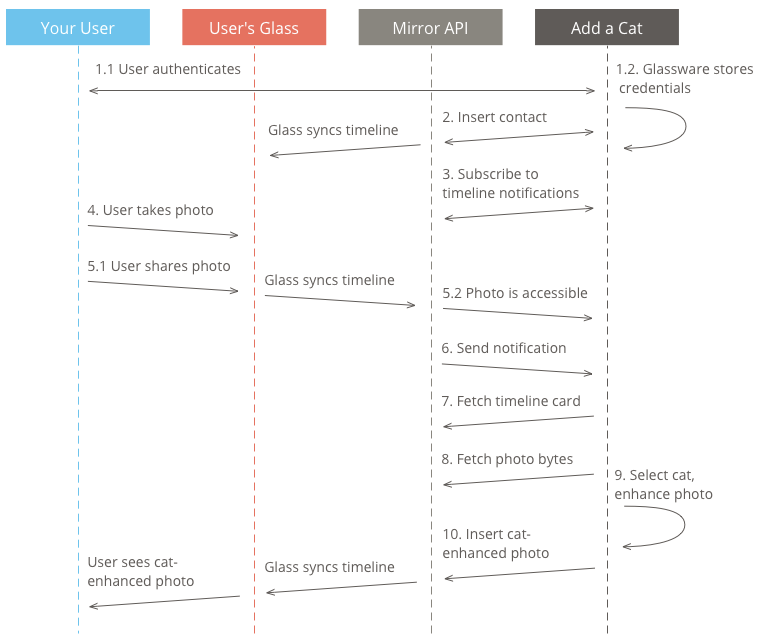 Your User
User's Glass
Mirror API
Add a Cat
1.1 User authenticates
1.2. Glassware stores
credentials
2. Insert contact
Glass syncs timeline
3. Subscribe to
timeline notifications
4. User takes photo
5.1 User shares photo
Glass syncs timeline
5.2 Photo is accessible
6. Send notification
7. Fetch timeline card
8. Fetch photo bytes
9. Select cat,
enhance photo
10. Insert cat-
enhanced photo
Glass syncs timeline
User sees cat-
enhanced photo